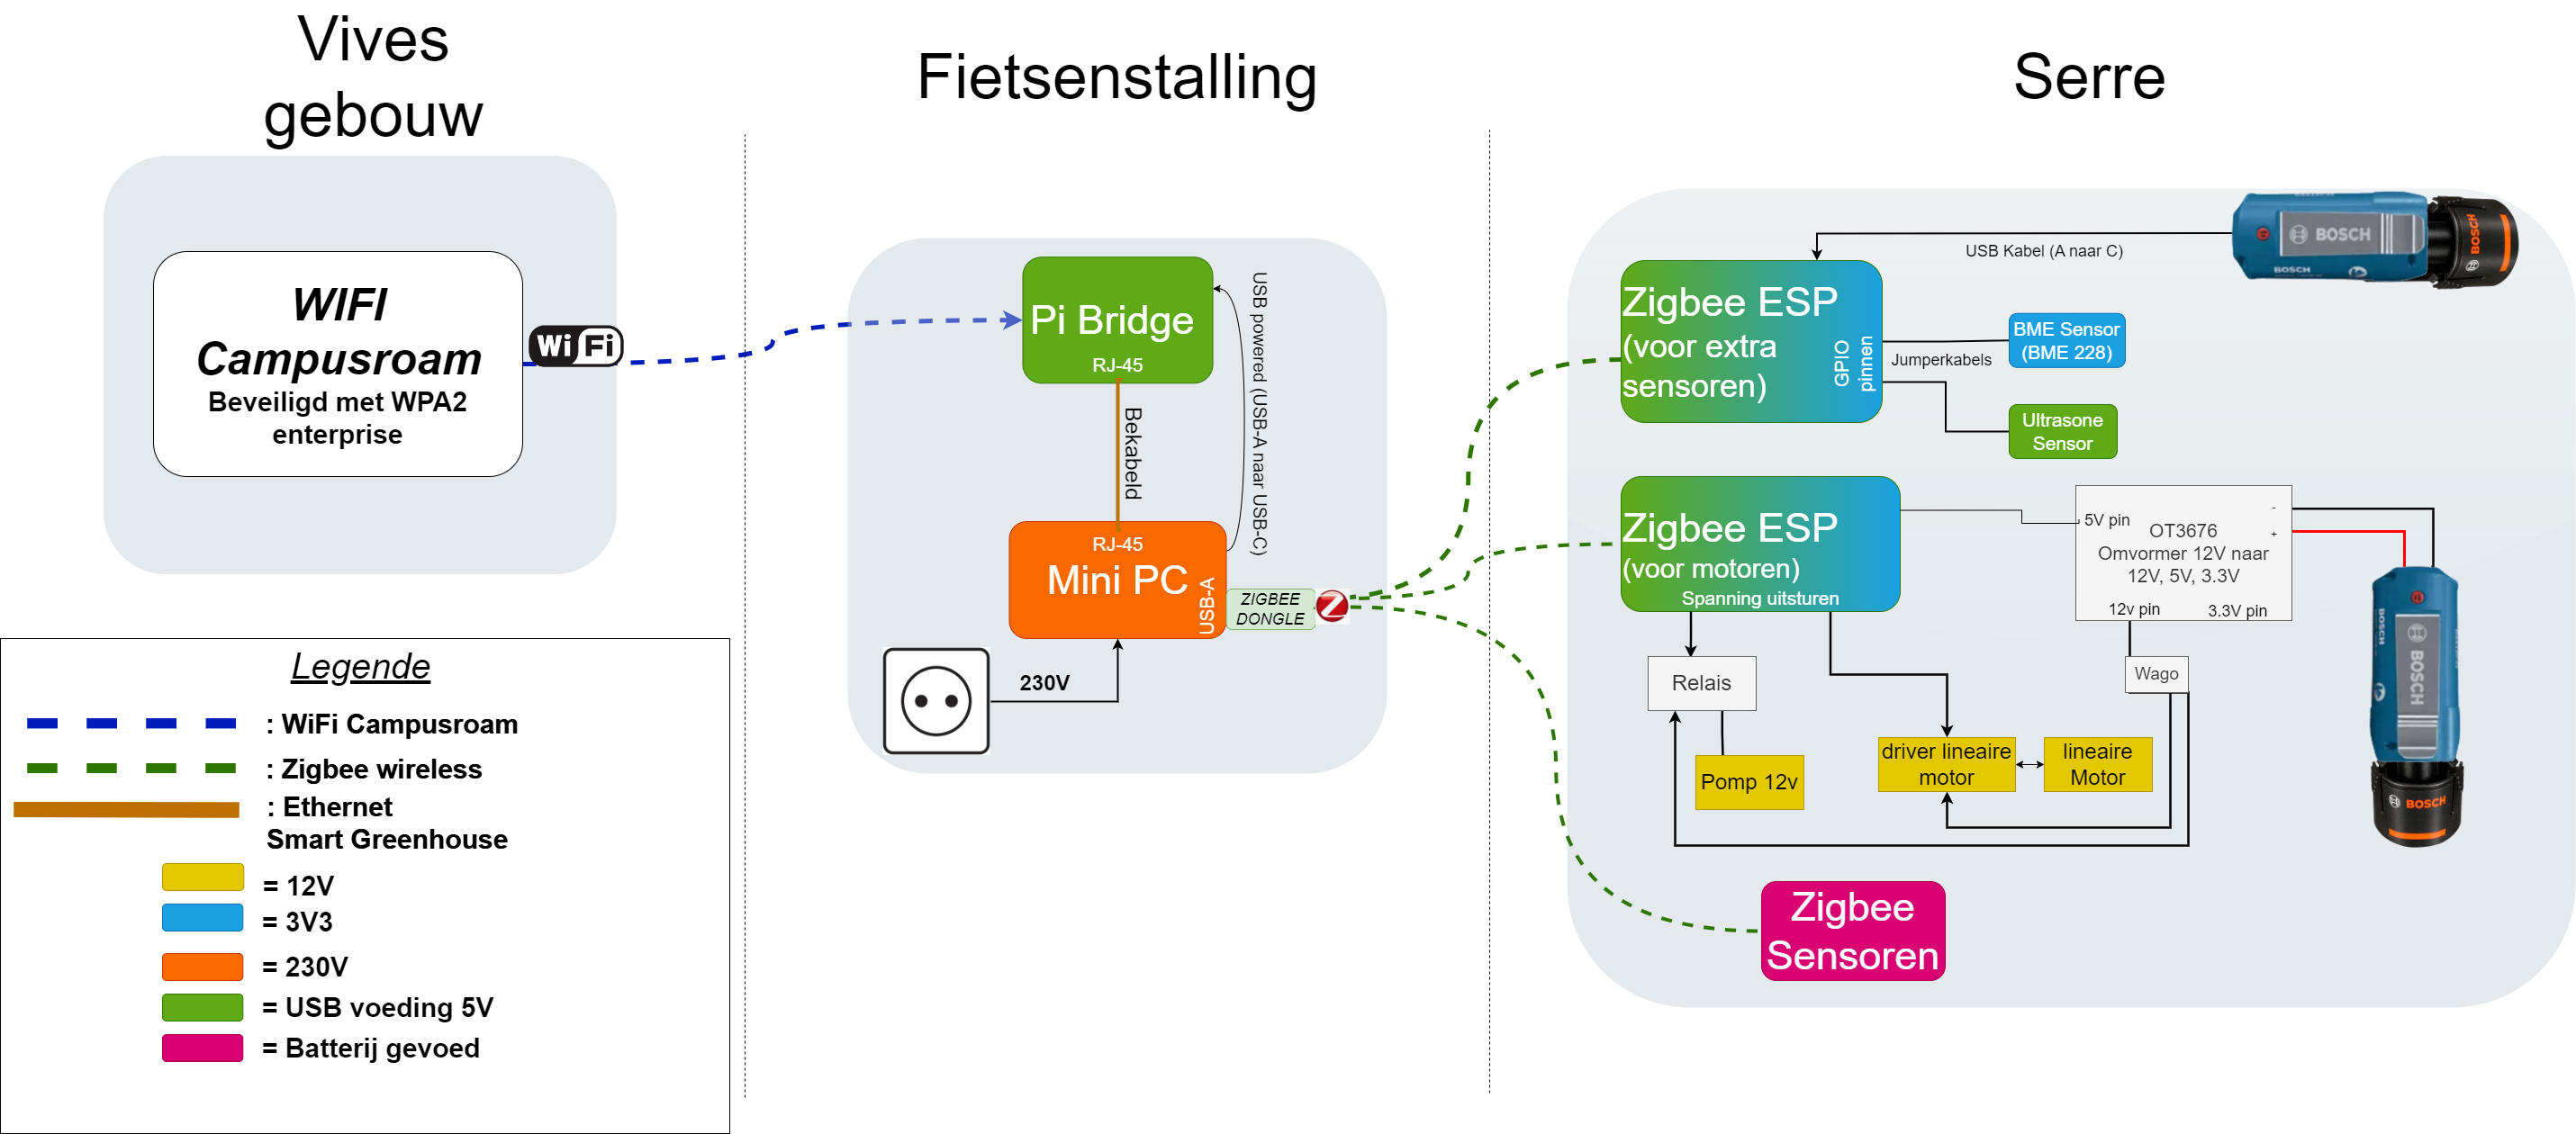 Vives
gebouw
Fietsenstalling
Serre
WIFI
Campusroam
Beveiligd met WPA2
enterprise
WiFi
Pi Bridge
RJ-45
Bekabeld
USB powered (USB-A naar USB-C)
RJ-45
Mini PC
USB-A
ZIGBEE
DONGLE
Z
230V
BOSCH
BOSCH
BOSCH
USB Kabel (A naar C)
Zigbee ESP
(voor extra
sensoren)
GPIO
pinnen
Jumperkabels
BME Sensor
(BME 228)
Ultrasone
Sensor
Zigbee ESP
(voor motoren)
Spanning uitsturen
5V pin
-
+
OT3676
Omvormer 12V naar
12V, 5V, 3.3V
12v pin
3.3V pin
Wago
Relais
Pomp 12v
driver lineaire
motor
lineaire
Motor
BOSCH
BOSCH
BOSCH
Zigbee
Sensoren
Legende
: WiFi Campusroam
: Zigbee wireless
: Ethernet
Smart Greenhouse
= 12V
= 3V3
= 230V
= USB voeding 5V
= Batterij gevoed